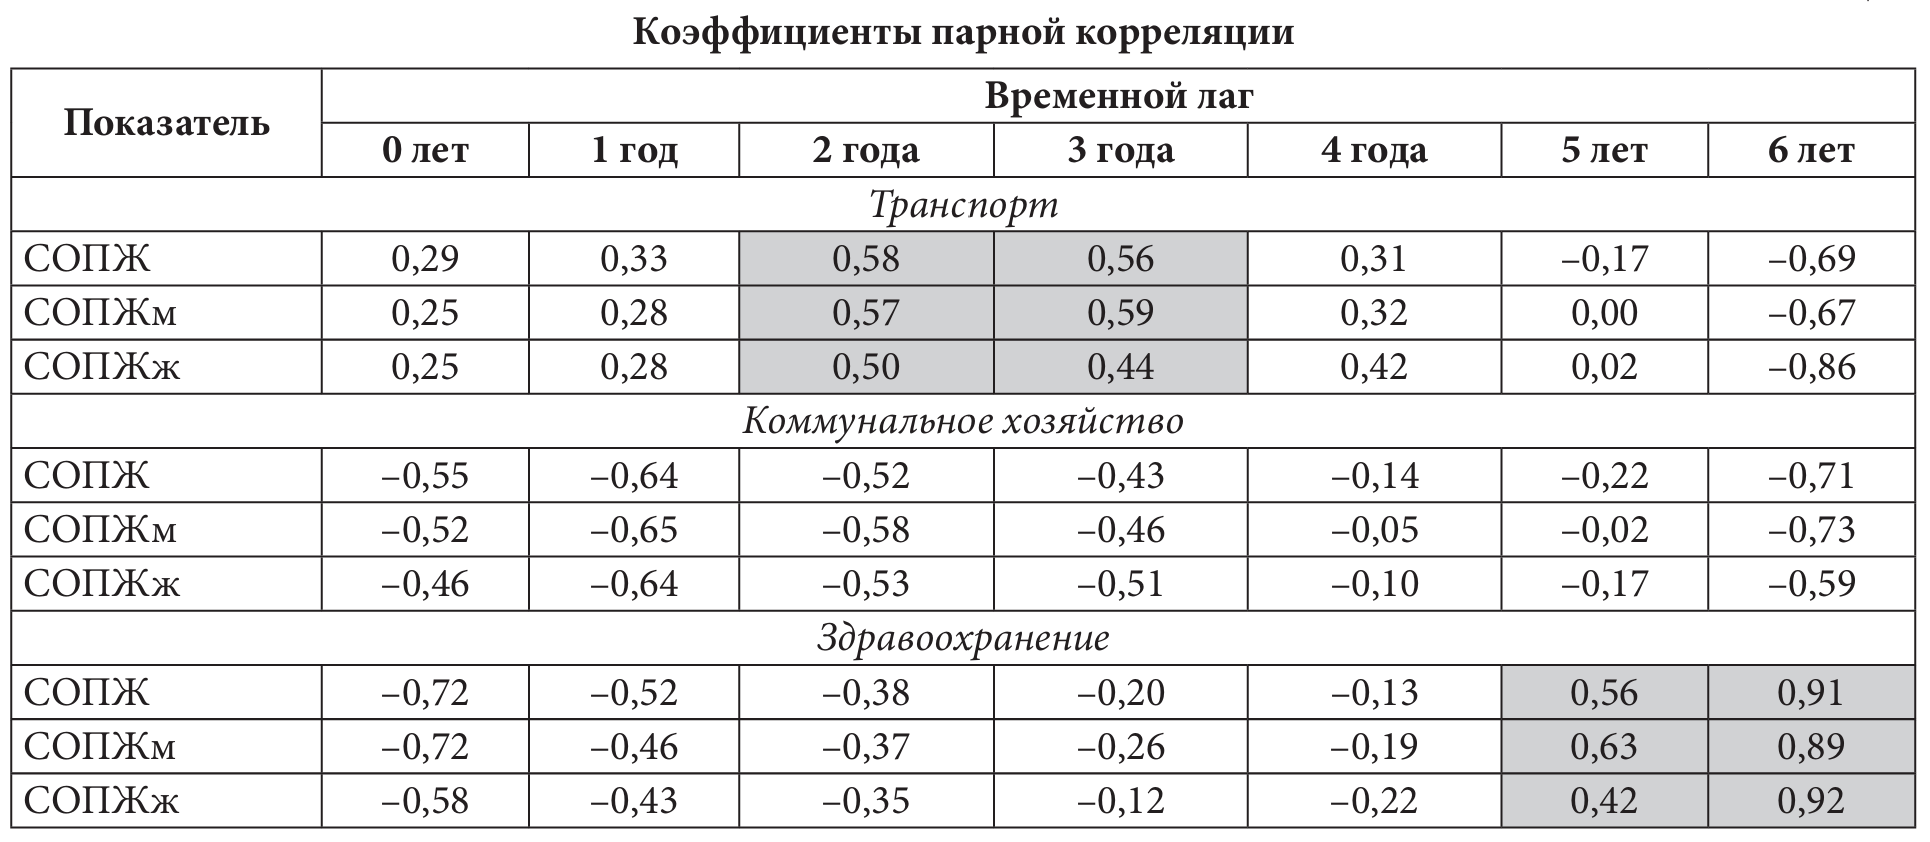 Коэффициенты парной корреляции
Показатель Временной лаг
0 лет 1 год 2 года 3 года 4 года 5 лет 6 лет
Транспорт
СОПЖ 0,29 0,33 0,58 0,56 0,31 –0,17 –0,69
СОПЖм 0,25 0,28 0,57 0,59 0,32 0,00 –0,67
СОПЖж 0,25 0,28 0,50 0,44 0,42 0,02 –0,86
Коммунальное хозяйство
СОПЖ –0,55 –0,64 –0,52 –0,43 –0,14 –0,22 –0,71
СОПЖм –0,52 –0,65 –0,58 –0,46 –0,05 –0,02 –0,73
СОПЖж –0,46 –0,64 –0,53 –0,51 –0,10 –0,17 –0,59
Здравоохранение
СОПЖ –0,72 –0,52 –0,38 –0,20 –0,13 0,56 0,91
СОПЖм –0,72 –0,46 –0,37 –0,26 –0,19 0,63 0,89
СОПЖж –0,58 –0,43 –0,35 –0,12 –0,22 0,42 0,92